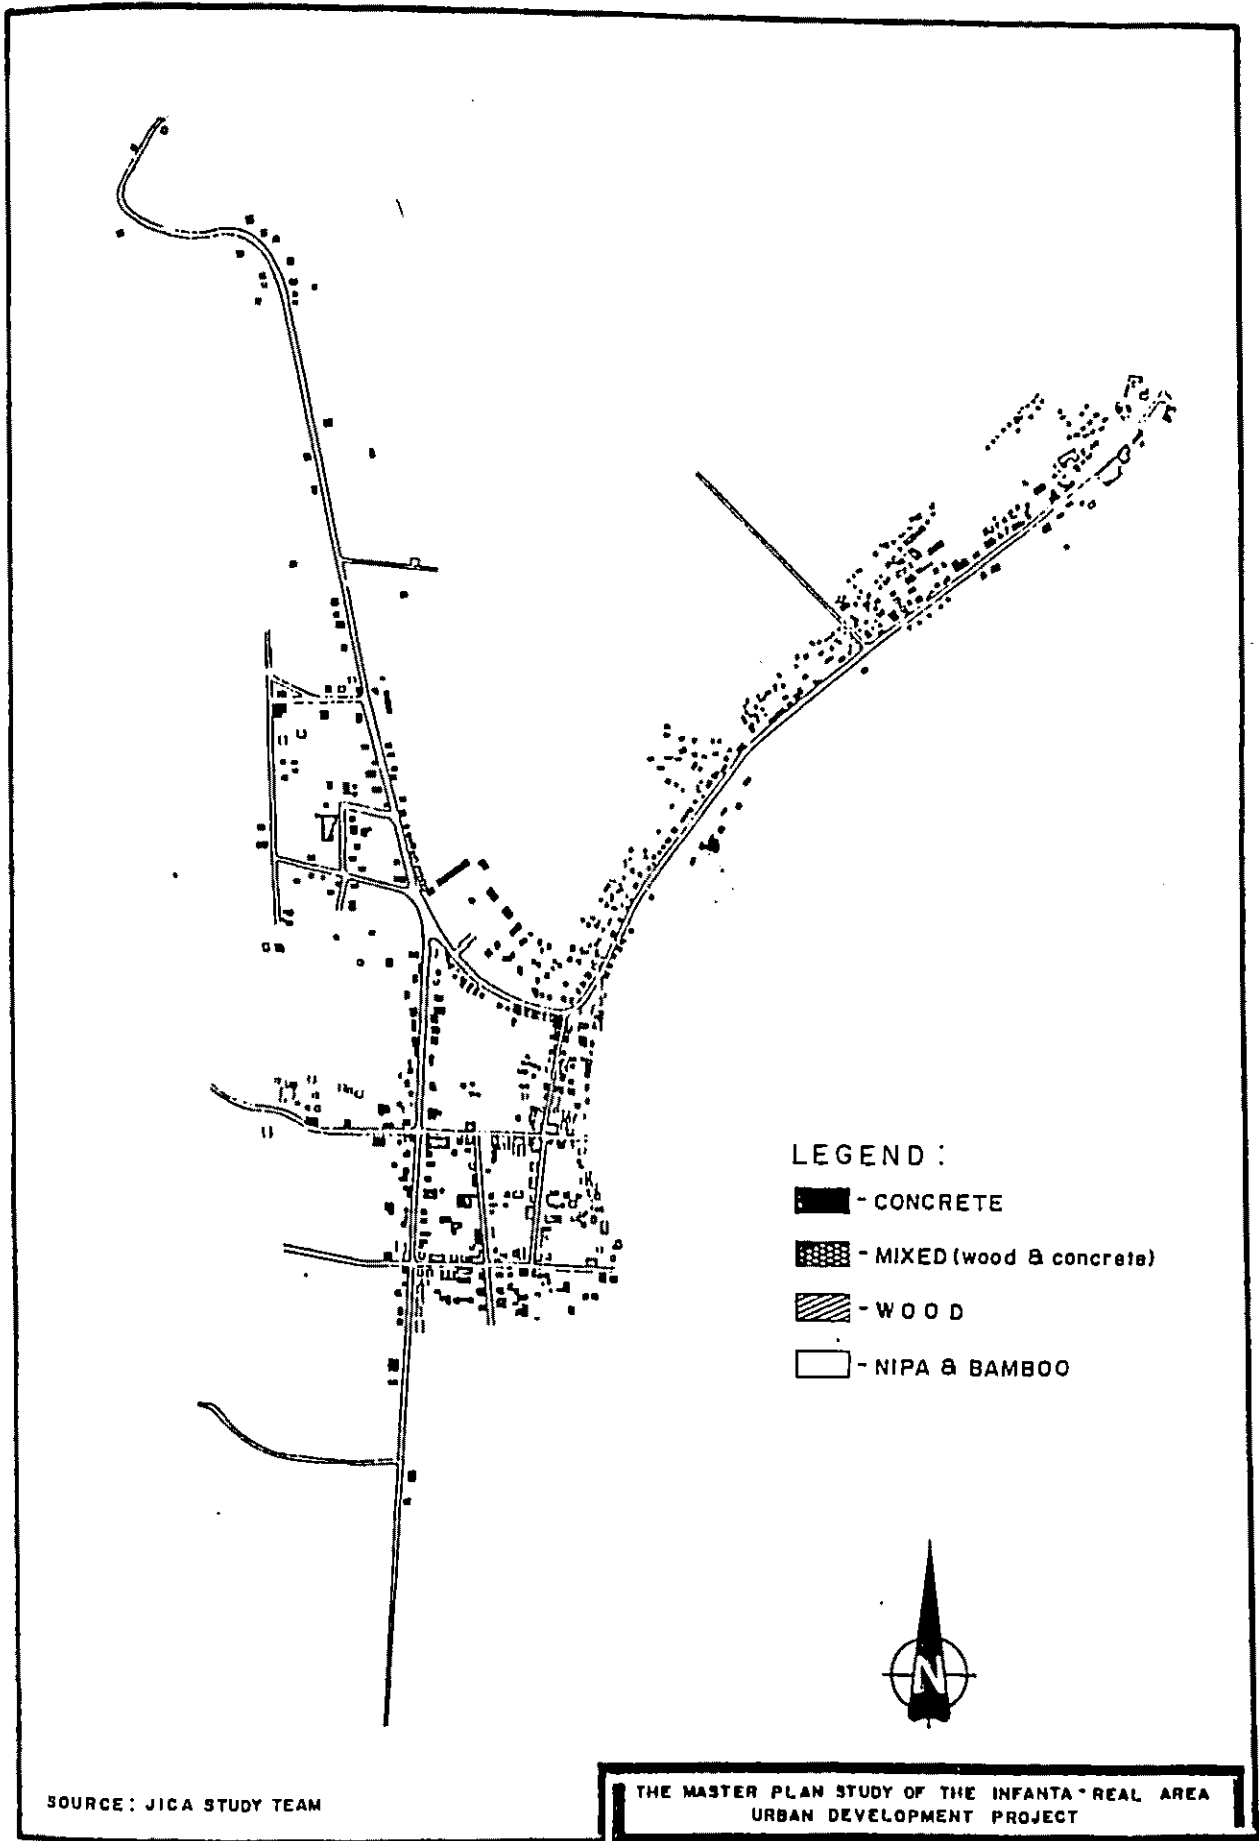 LEGEND :
- CONCRETE
- MIXED (wood & concrete)
- WOOD
- NIPA & BAMBOO
N
SOURCE : JICA STUDY TEAM
THE MASTER PLAN STUDY OF THE INFANTA - REAL AREA
URBAN DEVELOPMENT PROJECT